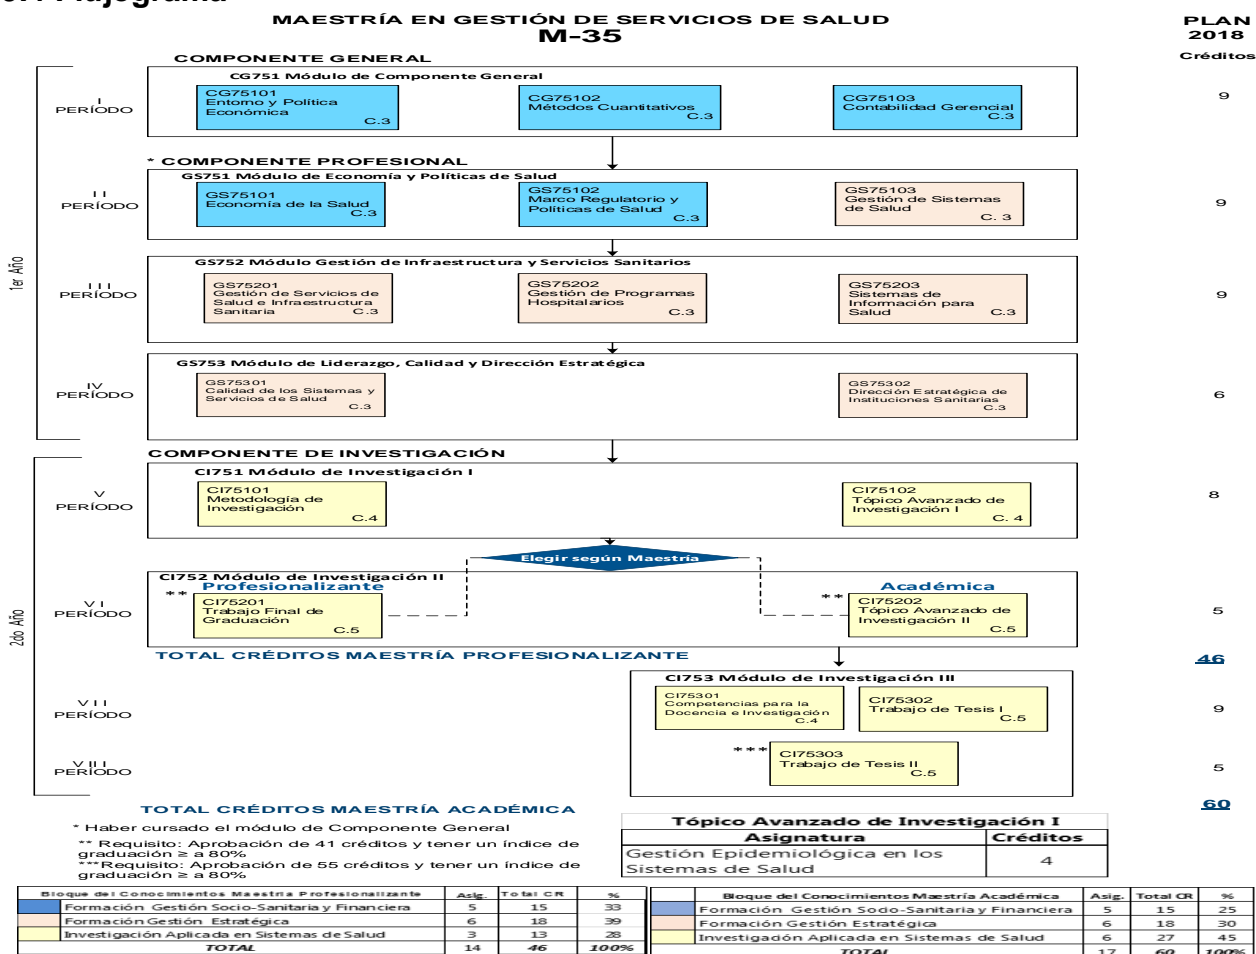 MAESTRÍA EN GESTIÓN DE SERVICIOS DE SALUD
M-35
PLAN
2018
Créditos
COMPONENTE GENERAL
CG751 Módulo de Componente General
1er Año
I
PERÍODO
CG75101
Entorno y Política
Económica
C.3
CG75102
Métodos Cuantitativos
C.3
CG75103
Contabilidad Gerencial
C.3
9
* COMPONENTE PROFESIONAL
GS751 Módulo de Economía y Políticas de Salud
II
PERÍODO
GS75101
Economía de la Salud
C.3
GS75102
Marco Regulatorio y
Políticas de Salud
C.3
GS75103
Gestión de Sistemas
de Salud
C. 3
9
GS752 Módulo Gestión de Infraestructura y Servicios Sanitarios
III
PERÍODO
GS75201
Gestión de Servicios de
Salud e Infraestructura
Sanitaria
C.3
GS75202
Gestión de Programas
Hospitalarios
C.3
GS75203
Sistemas de
Información para
Salud
C.3
9
GS753 Módulo de Liderazgo, Calidad y Dirección Estratégica
IV
PERÍODO
GS75301
Calidad de los Sistemas y
Servicios de Salud
C.3
GS75302
Dirección Estratégica de
Instituciones Sanitarias
C.3
6
COMPONENTE DE INVESTIGACIÓN
CI751 Módulo de Investigación I
2do Año
V
PERÍODO
CI75101
Metodología de
Investigación
C.4
CI75102
Tópico Avanzado de
Investigación I
C. 4
8
Elegir según Maestría
CI752 Módulo de Investigación II
Profesionalizante
Académica
VI
PERÍODO
**
CI75201
Trabajo Final de
Graduación
C.5
**
CI75202
Tópico Avanzado de
Investigación II
C.5
5
TOTAL CRÉDITOS MAESTRÍA PROFESIONALIZANTE
46
CI753 Módulo de Investigación III
VII
PERÍODO
CI75301
Competencias para la
Docencia e Investigación
C.4
CI75302
Trabajo de Tesis I
C.5
9
VIII
PERÍODO
***
CI75303
Trabajo de Tesis II
C.5
5
TOTAL CRÉDITOS MAESTRÍA ACADÉMICA
60
* Haber cursado el módulo de Componente General
** Requisito: Aprobación de 41 créditos y tener un índice de
graduación ≥ a 80%
***Requisito: Aprobación de 55 créditos y tener un índice de
graduación ≥ a 80%
Tópico Avanzado de Investigación I
Asignatura Créditos
Gestión Epidemiológica en los
Sistemas de Salud
4
Bloque del Conocimientos Maestría Profesionalizante Asig. Total CR %
Formación Gestión Socio-Sanitaria y Financiera 5 15 33
Formación Gestión Estratégica 6 18 39
Investigación Aplicada en Sistemas de Salud 3 13 28
TOTAL 14 46 100%
Bloque del Conocimientos Maestría Académica Asig. Total CR %
Formación Gestión Socio-Sanitaria y Financiera 5 15 25
Formación Gestión Estratégica 6 18 30
Investigación Aplicada en Sistemas de Salud 6 27 45
TOTAL 17 60 100%